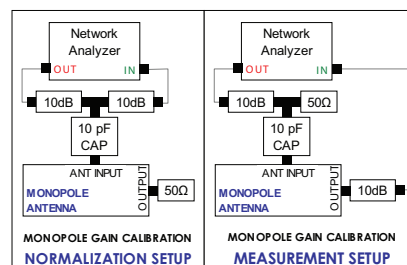 Network
Analyzer
OUT
IN
10dB
10dB
10 pF
CAP
ANT INPUT
MONOPOLE
ANTENNA
OUTPUT
50Ω
MONOPOLE GAIN CALIBRATION
NORMALIZATION SETUP
Network
Analyzer
OUT
IN
10dB
50Ω
10 pF
CAP
ANT INPUT
MONOPOLE
ANTENNA
OUTPUT
10dB
MONOPOLE GAIN CALIBRATION
MEASUREMENT SETUP